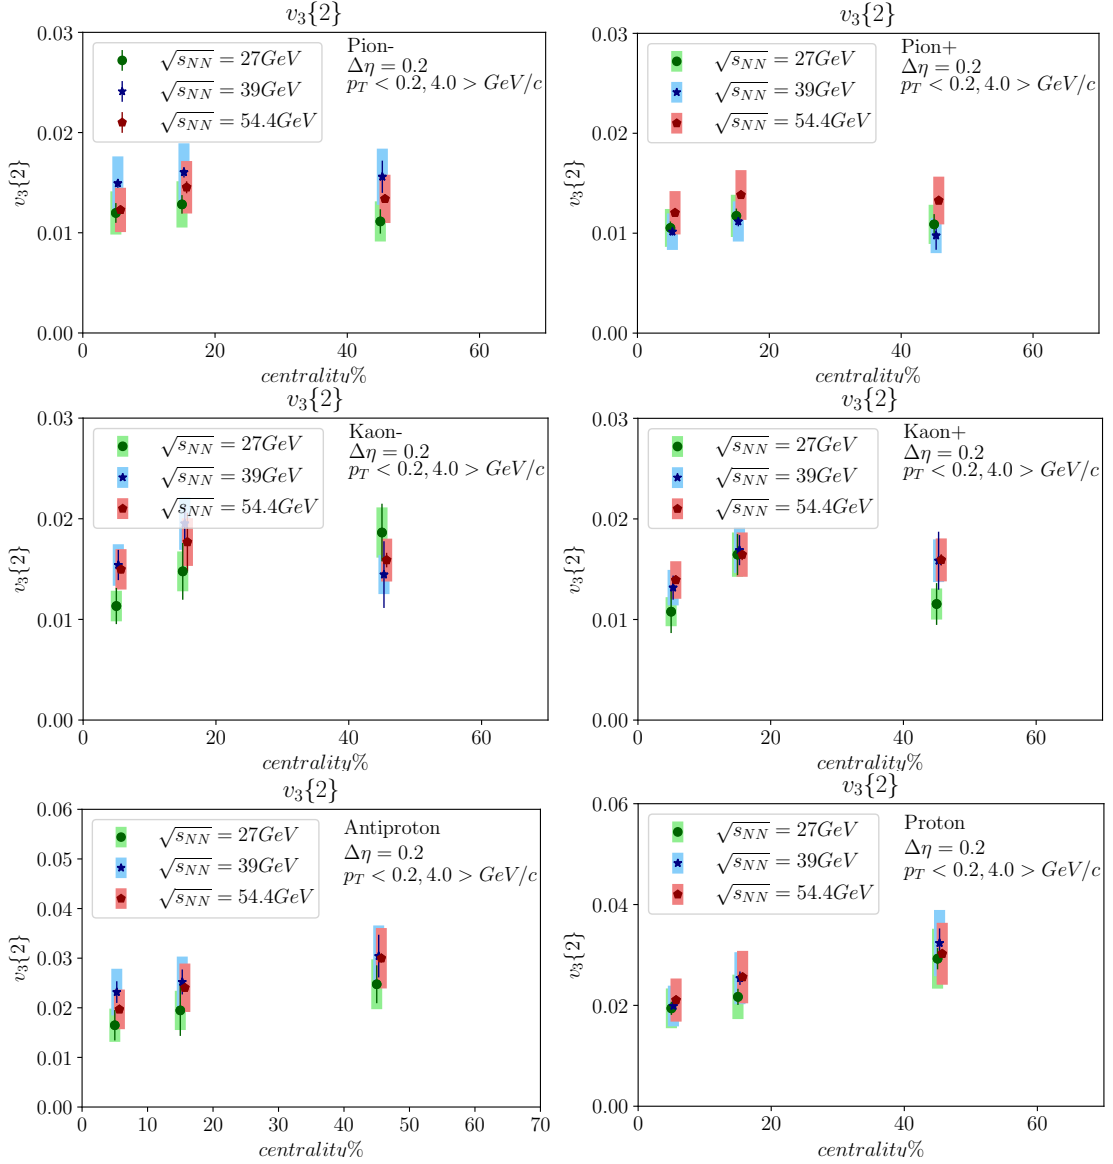 v₃{2}
0.03
0.02
0.01
0.00
v₃{2}
√sNN = 27GeV
√sNN = 39GeV
√sNN = 54.4GeV
Pion-
Δη = 0.2
pT < 0.2, 4.0 > GeV/c
0 20 40 60
centrality%
v₃{2}
0.03
0.02
0.01
0.00
v₃{2}
√sNN = 27GeV
√sNN = 39GeV
√sNN = 54.4GeV
Pion+
Δη = 0.2
pT < 0.2, 4.0 > GeV/c
0 20 40 60
centrality%
v₃{2}
0.03
0.02
0.01
0.00
v₃{2}
√sNN = 27GeV
√sNN = 39GeV
√sNN = 54.4GeV
Kaon-
Δη = 0.2
pT < 0.2, 4.0 > GeV/c
0 20 40 60
centrality%
v₃{2}
0.03
0.02
0.01
0.00
v₃{2}
√sNN = 27GeV
√sNN = 39GeV
√sNN = 54.4GeV
Kaon+
Δη = 0.2
pT < 0.2, 4.0 > GeV/c
0 20 40 60
centrality%
v₃{2}
0.06
0.05
0.04
0.03
0.02
0.01
0.00
v₃{2}
√sNN = 27GeV
√sNN = 39GeV
√sNN = 54.4GeV
Antiproton
Δη = 0.2
pT < 0.2, 4.0 > GeV/c
0 10 20 30 40 50 60 70
centrality%
v₃{2}
0.06
0.04
0.02
0.00
v₃{2}
√sNN = 27GeV
√sNN = 39GeV
√sNN = 54.4GeV
Proton
Δη = 0.2
pT < 0.2, 4.0 > GeV/c
0 20 40 60
centrality%